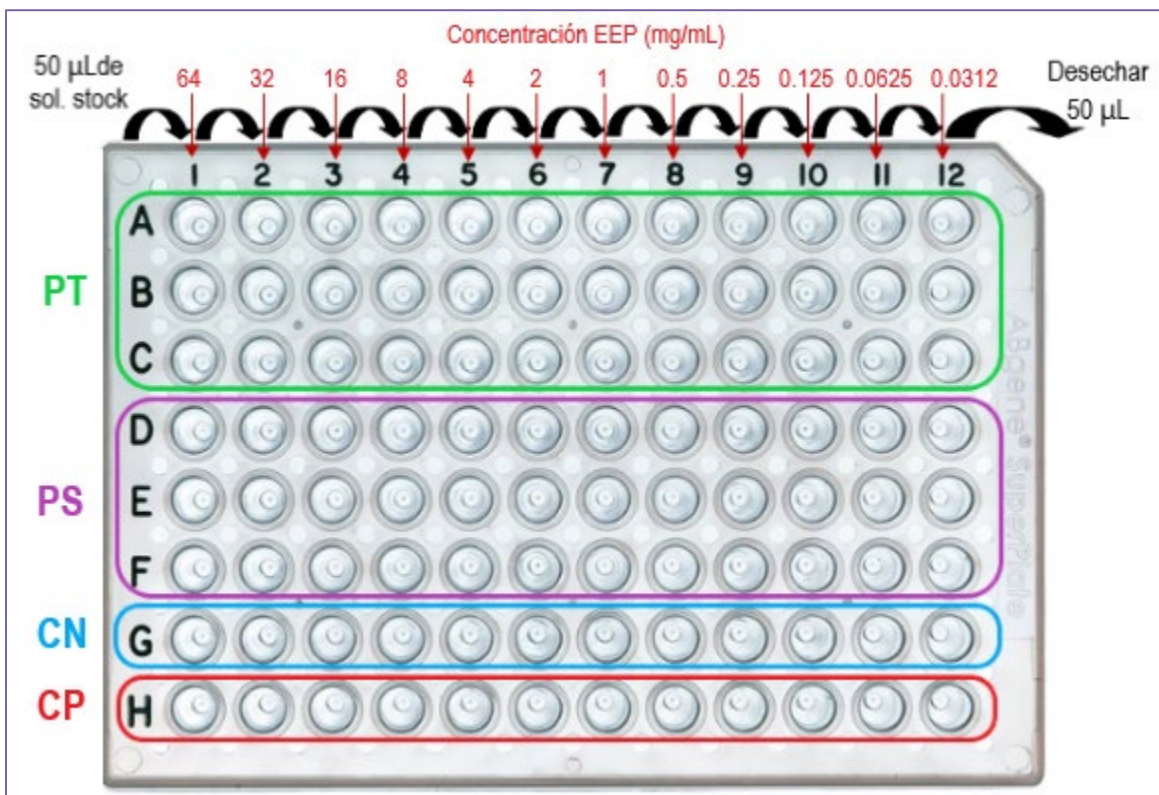 Concentración EEP (mg/mL)
50 µLde
sol. stock
64 32 16 8 4 2 1 0.5 0.25 0.125 0.0625 0.0312
Desechar
50 µL
1 2 3 4 5 6 7 8 9 10 11 12
A
PT B
C
D
PS E
F
CN G
CP H
ABgene® SuperPlate